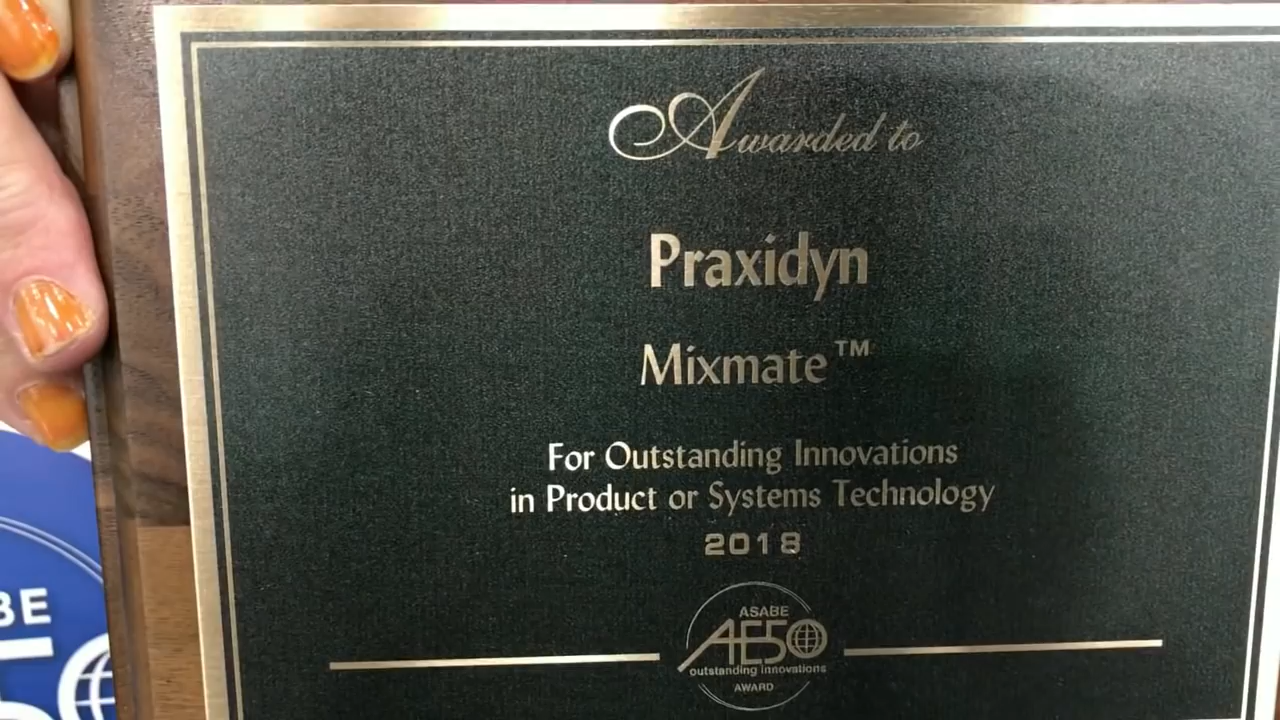 Awarded to
Praxidyn
Mixmate™
For Outstanding Innovations
in Product or Systems Technology
2018
ASABE
AE50
outstanding innovations
AWARD
BE
50